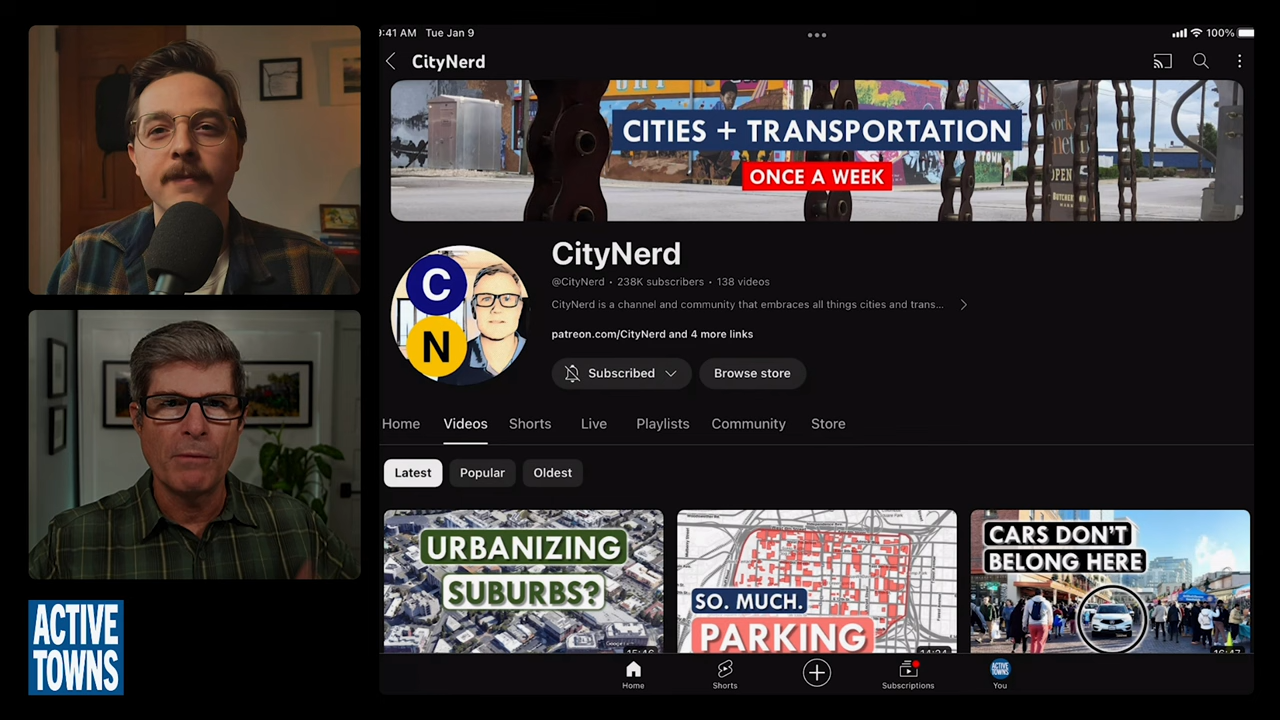 :41 AM Tue Jan 9
100%
CityNerd
CITIES + TRANSPORTATION
ONCE A WEEK
OPEN
C
N
CityNerd
@CityNerd • 238K subscribers • 138 videos
CityNerd is a channel and community that embraces all things cities and trans...
patreon.com/CityNerd and 4 more links
Subscribed
Browse store
Home Videos Shorts Live Playlists Community Store
Latest Popular Oldest
URBANIZING
SUBURBS?
SO. MUCH.
PARKING
CARS DON'T
BELONG HERE
ACTIVE
TOWNS
Home Shorts Subscriptions You